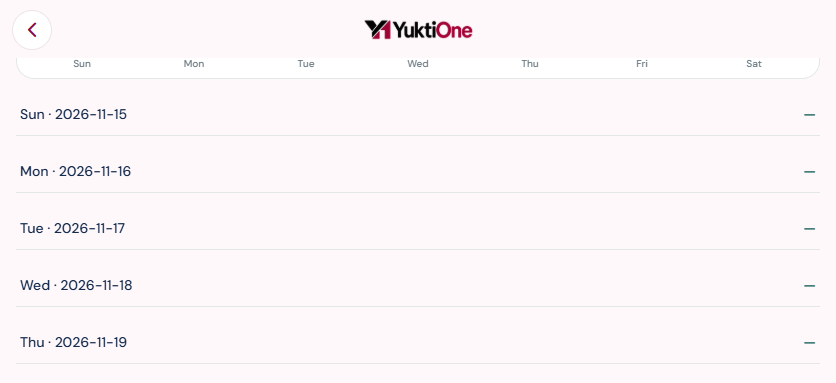 YuktiOne
Sun Mon Tue Wed Thu Fri Sat
Sun · 2026-11-15 —
Mon · 2026-11-16 —
Tue · 2026-11-17 —
Wed · 2026-11-18 —
Thu · 2026-11-19 —